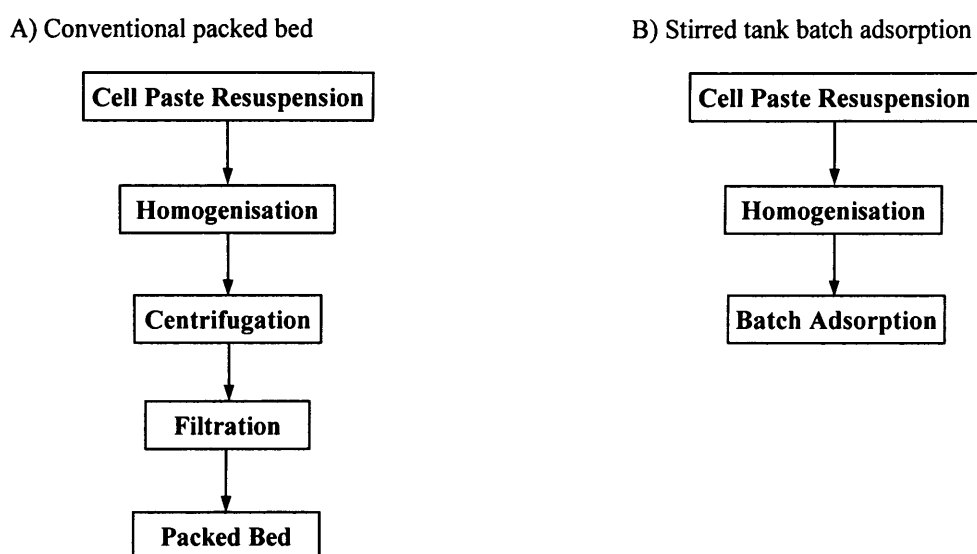 A) Conventional packed bed
Cell Paste Resuspension
Homogenisation
Centrifugation
Filtration
Packed Bed
B) Stirred tank batch adsorption
Cell Paste Resuspension
Homogenisation
Batch Adsorption